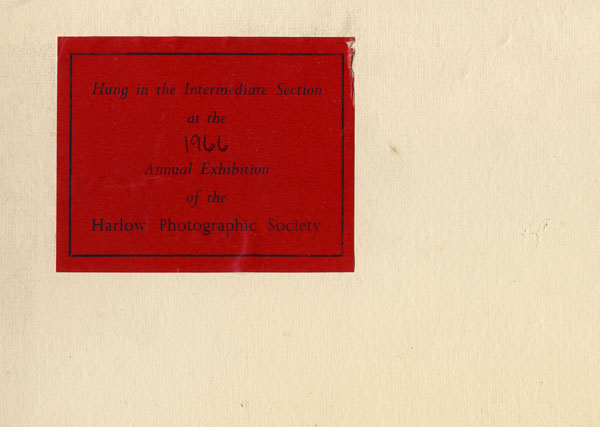 Hung in the Intermediate Section
at the
1966
Annual Exhibition
of the
Harlow Photographic Society